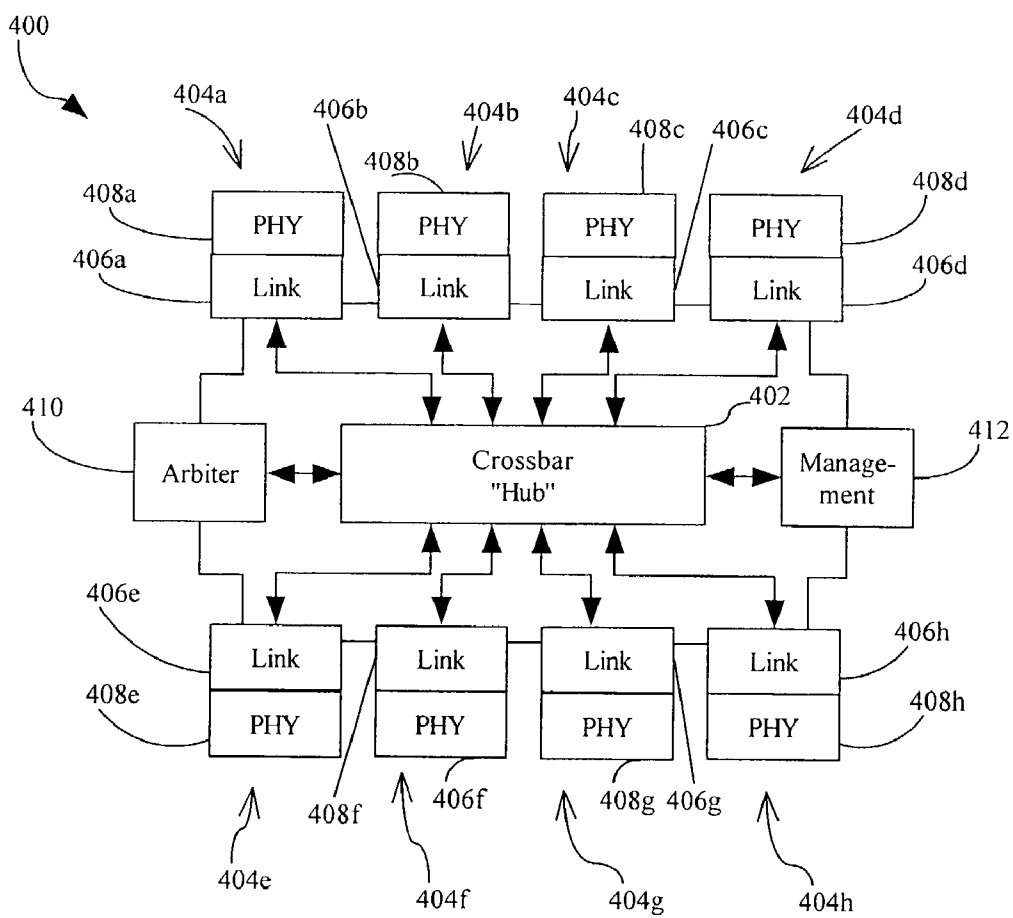 400
404a
406b
404b
404c
408c
406c
404d
408b
408a
408d
PHY
PHY
PHY
PHY
406a
406d
Link
Link
Link
Link
402
410
412
Arbiter
Crossbar
"Hub"
Manage-
ment
406e
406h
Link
Link
Link
Link
408e
408h
PHY
PHY
PHY
PHY
408f
406f
408g
406g
404e
404f
404g
404h